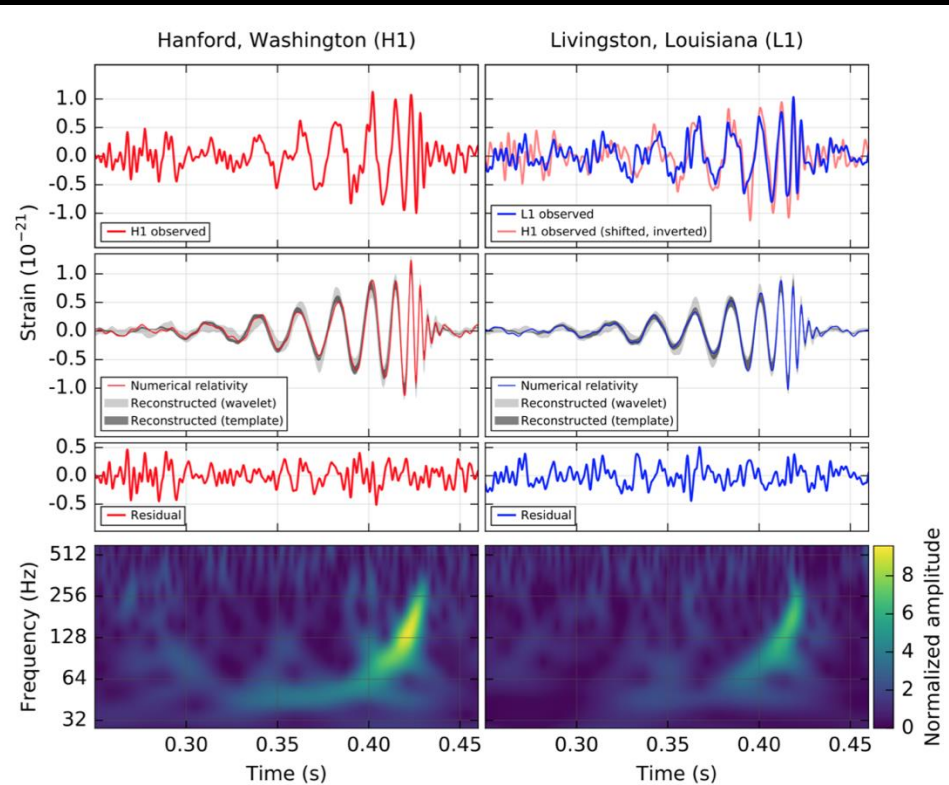 Hanford, Washington (H1)
Livingston, Louisiana (L1)
Strain (10⁻²¹)
1.0
0.5
0.0
-0.5
-1.0
H1 observed
L1 observed
H1 observed (shifted, inverted)
1.0
0.5
0.0
-0.5
-1.0
Numerical relativity
Reconstructed (wavelet)
Reconstructed (template)
Numerical relativity
Reconstructed (wavelet)
Reconstructed (template)
0.5
0.0
-0.5
Residual
Residual
Frequency (Hz)
512
256
128
64
32
0.30 0.35 0.40 0.45
Time (s)
0.30 0.35 0.40 0.45
Time (s)
8
6
4
2
0
Normalized amplitude